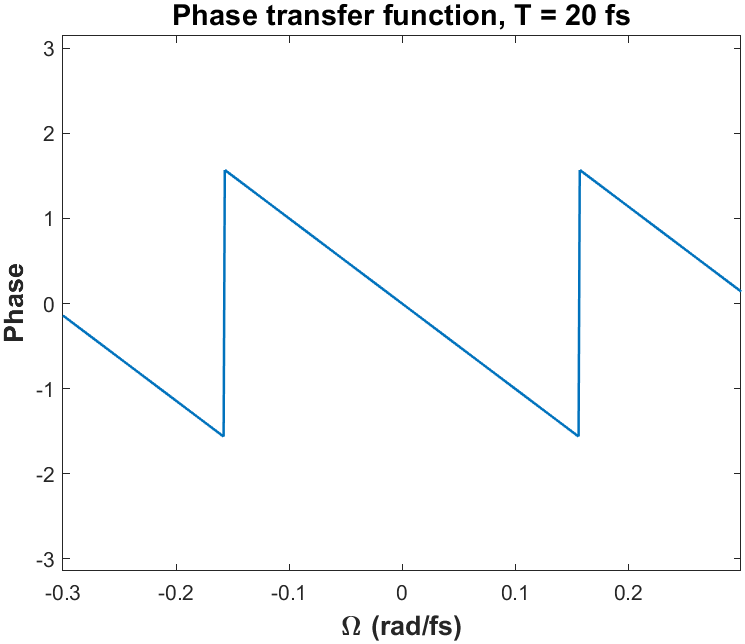 Phase transfer function, T = 20 fs
3
2
1
0
-1
-2
-3
Phase
-0.3 -0.2 -0.1 0 0.1 0.2
Ω (rad/fs)